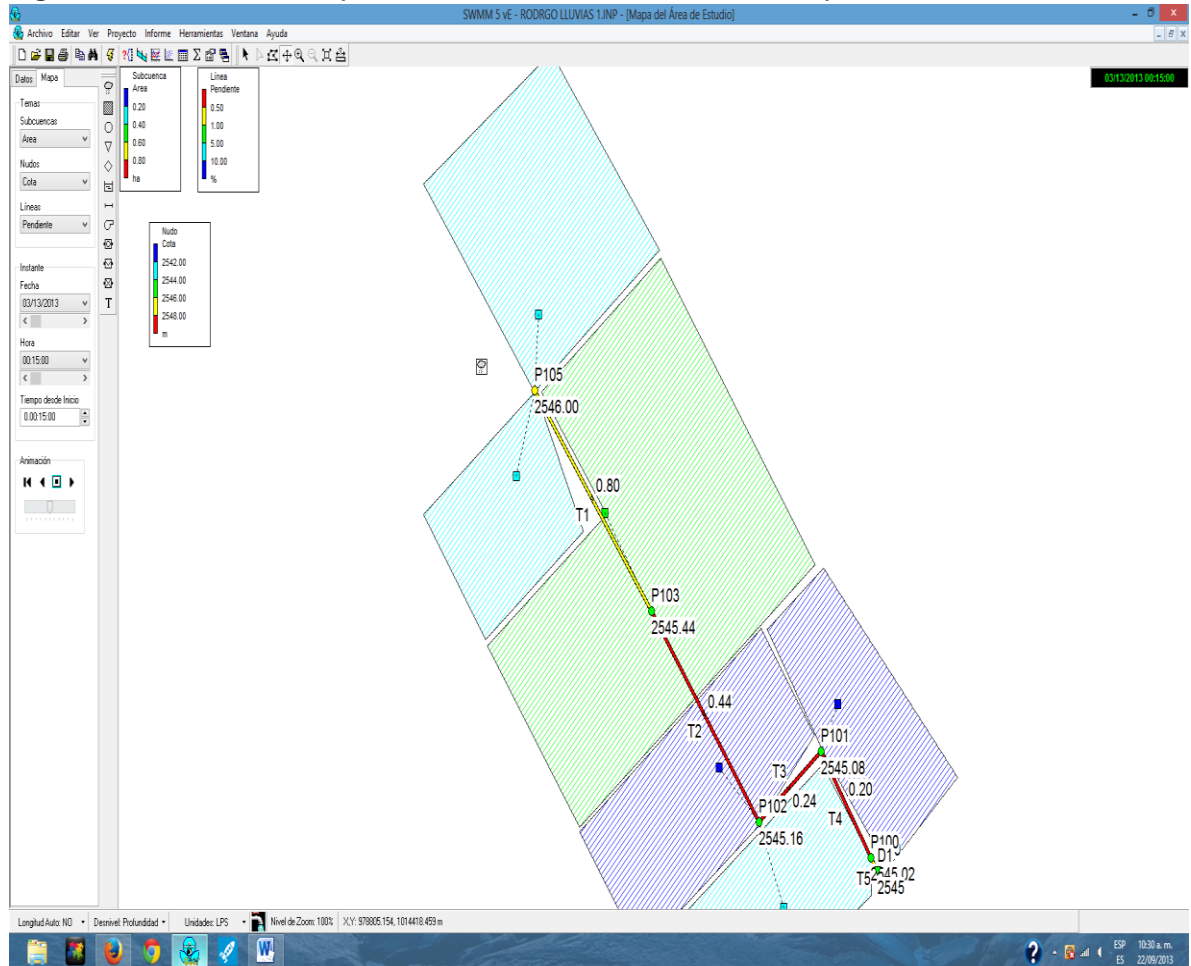 SWMM 5 vE - RODRGO LLUVIAS 1.INP - [Mapa del Área de Estudio]
Archivo Editar Ver Proyecto Informe Herramientas Ventana Ayuda
Datos Mapa
Temas
Subcuencas
Area
Nudos
Cota
Líneas
Pendiente
Instante
Fecha
03/13/2013
Hora
00:15:00
Tiempo desde Inicio
0.00:15:00
Animación
T
Subcuenca
Area
0.20
0.40
0.60
0.80
ha
Línea
Pendiente
0.50
1.00
5.00
10.00
%
Nudo
Cota
2542.00
2544.00
2546.00
2548.00
m
03/13/2013 00:15:00
P105
2546.00
0.80
T1
P103
2545.44
0.44
T2
P101
2545.08
T3
0.24
0.20
P102
2545.16
T4
P100
D1
2545.02
T5
2545
Longitud Auto: NO Desnivel: Profundidad Unidades: LPS Nivel de Zoom: 100% X,Y: 978805.154, 1014418.459 m
ESP 10:30 a. m.
ES 22/09/2013